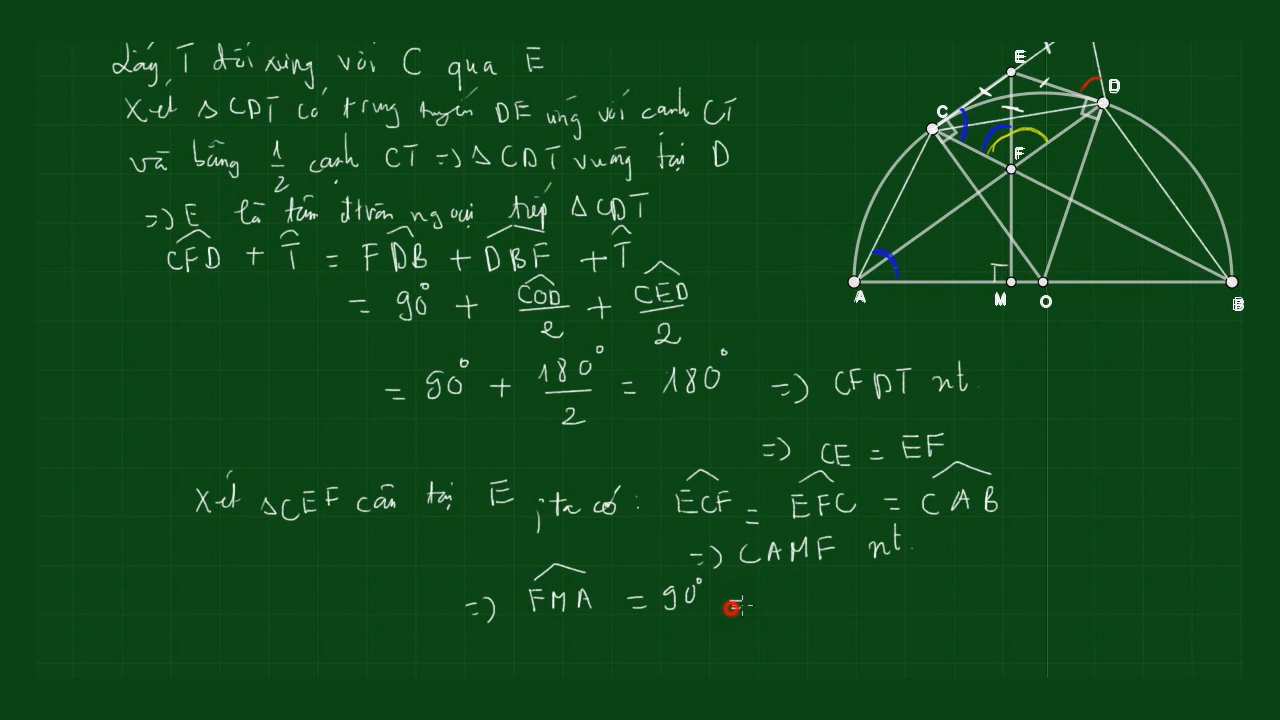 Lấy T đối xứng với C qua E
Xét Δ CDT có trung tuyến DE ứng với cạnh CT
và bằng 1/2 cạnh CT => Δ CDT vuông tại D
=> E là tâm đtròn ngoại tiếp Δ CDT
CFD + T = FDB + DBF + T
= 90° + COD/2 + CED/2
= 90° + 180°/2 = 180° => CFDT nt.
=> CE = EF
Xét Δ CEF cân tại E, ta có: ECF = EFC = CAB
=> CAMF nt.
=> FMA = 90° =
E
D
C
F
A
T
M
O
B